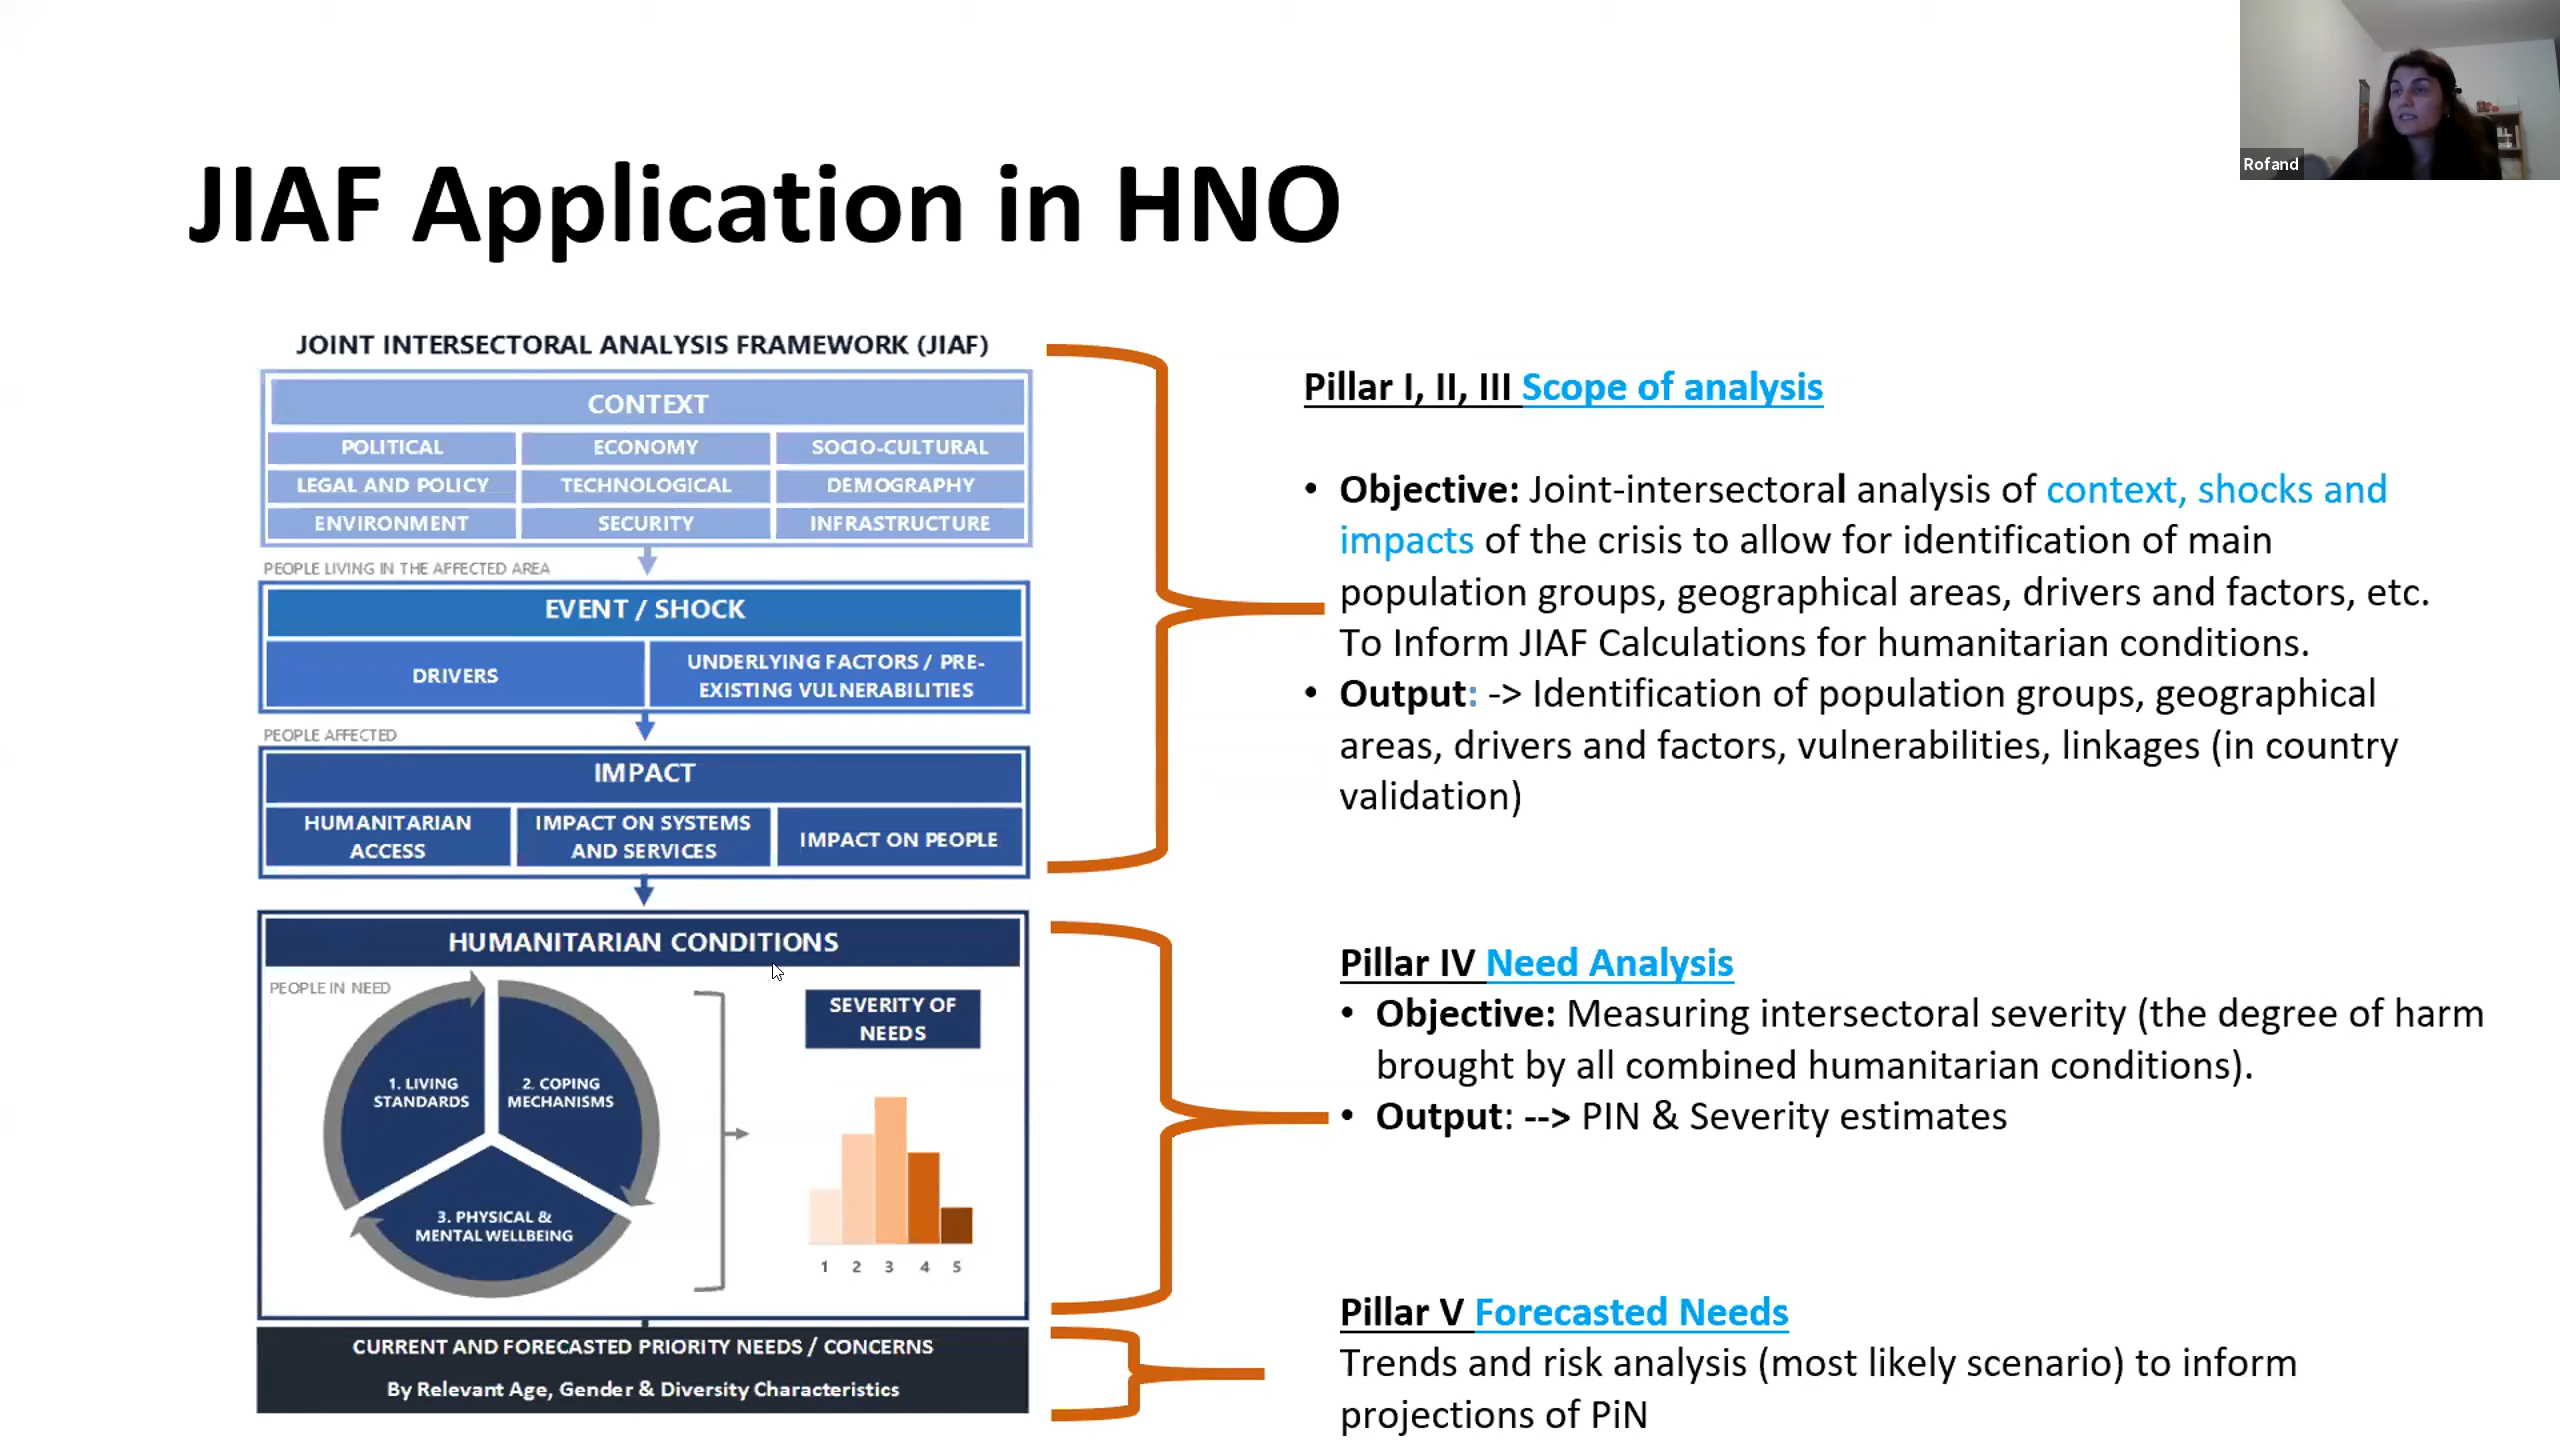 Rofand
JIAF Application in HNO
JOINT INTERSECTORAL ANALYSIS FRAMEWORK (JIAF)
CONTEXT
POLITICAL ECONOMY SOCIO-CULTURAL
LEGAL AND POLICY TECHNOLOGICAL DEMOGRAPHY
ENVIRONMENT SECURITY INFRASTRUCTURE
PEOPLE LIVING IN THE AFFECTED AREA
EVENT / SHOCK
DRIVERS
UNDERLYING FACTORS / PRE-
EXISTING VULNERABILITIES
PEOPLE AFFECTED
IMPACT
HUMANITARIAN
ACCESS
IMPACT ON SYSTEMS
AND SERVICES
IMPACT ON PEOPLE
HUMANITARIAN CONDITIONS
PEOPLE IN NEED
1. LIVING
STANDARDS
2. COPING
MECHANISMS
3. PHYSICAL &
MENTAL WELLBEING
SEVERITY OF
NEEDS
1 2 3 4 5
CURRENT AND FORECASTED PRIORITY NEEDS / CONCERNS
By Relevant Age, Gender & Diversity Characteristics
Pillar I, II, III Scope of analysis
• Objective: Joint-intersectoral analysis of context, shocks and
impacts of the crisis to allow for identification of main
population groups, geographical areas, drivers and factors, etc.
To Inform JIAF Calculations for humanitarian conditions.
• Output: -> Identification of population groups, geographical
areas, drivers and factors, vulnerabilities, linkages (in country
validation)
Pillar IV Need Analysis
• Objective: Measuring intersectoral severity (the degree of harm
brought by all combined humanitarian conditions).
• Output: --> PIN & Severity estimates
Pillar V Forecasted Needs
Trends and risk analysis (most likely scenario) to inform
projections of PiN